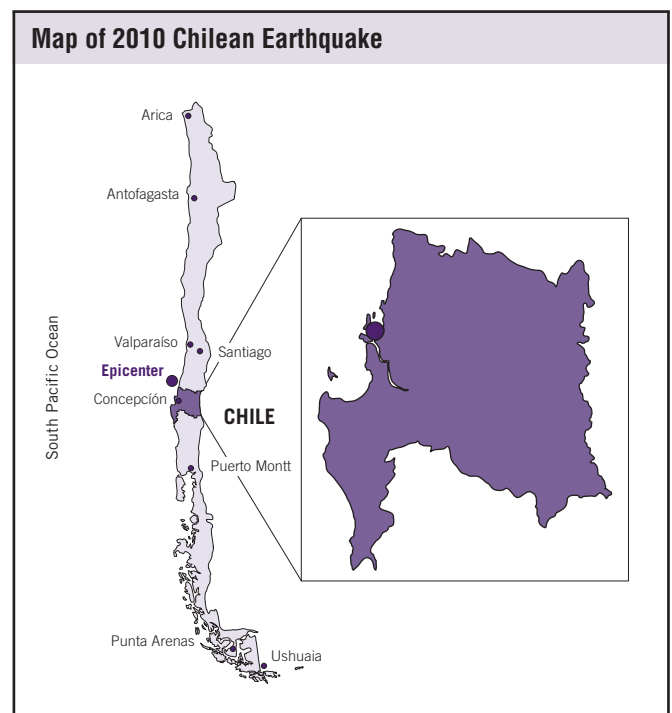 Map of 2010 Chilean Earthquake
Arica
Antofagasta
Valparaíso
Santiago
Epicenter
Concepcíón
CHILE
South Pacific Ocean
Puerto Montt
Punta Arenas
Ushuaia